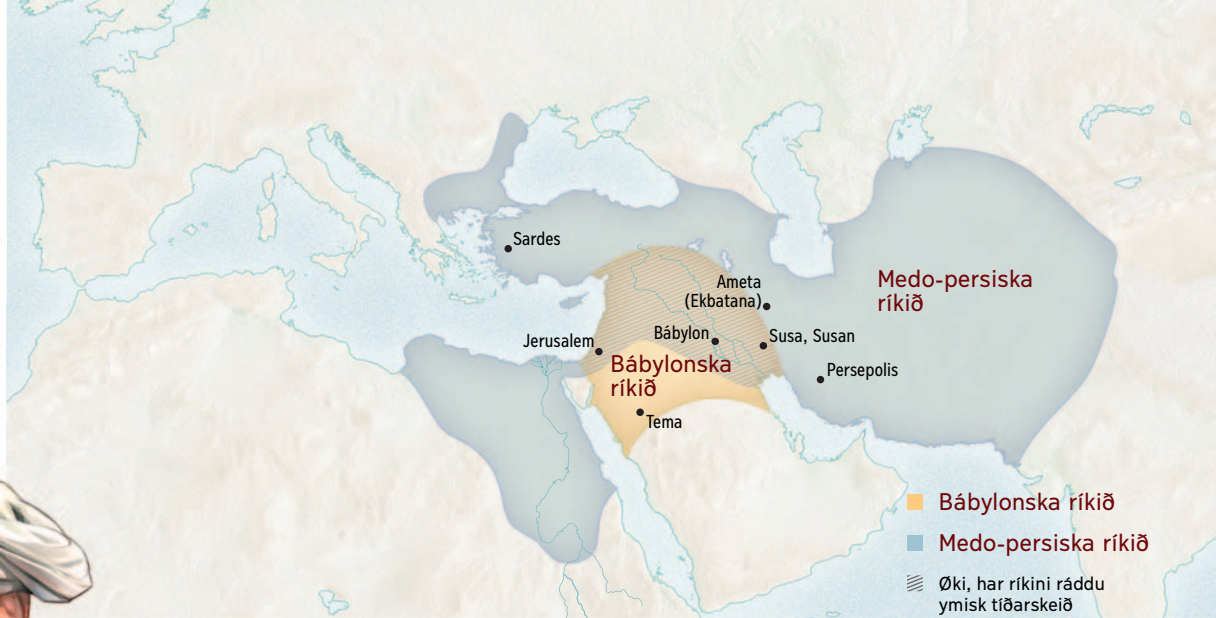 Sardes
Ameta
(Ekbatana)
Medo-persiska
ríkið
Jerusalem
Bábylon
Susa, Susan
Bábylonska
ríkið
Persepolis
Tema
Bábylonska ríkið
Medo-persiska ríkið
Øki, har ríkini ráddu
ymisk tíðarskeið